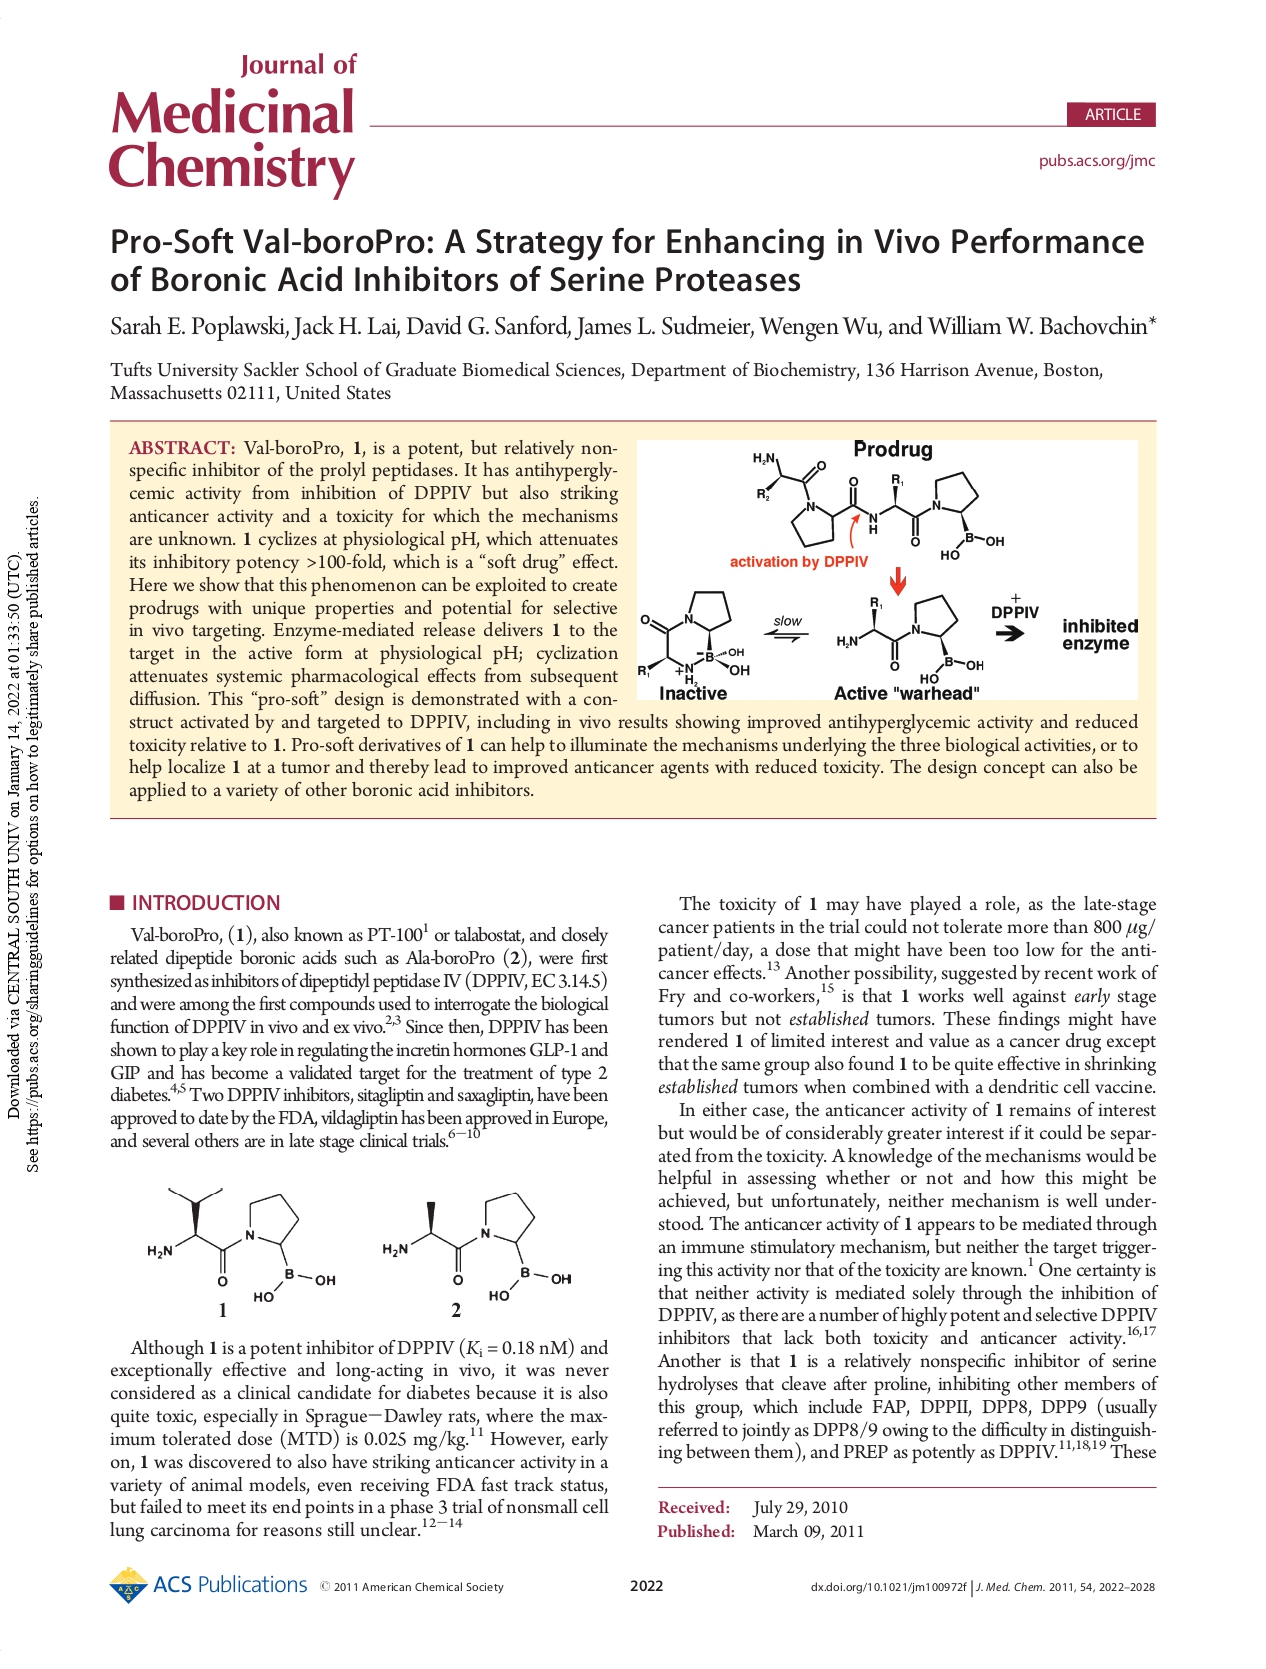 Journal of
Medicinal
Chemistry
ARTICLE
pubs.acs.org/jmc
Pro-Soft Val-boroPro: A Strategy for Enhancing in Vivo Performance
of Boronic Acid Inhibitors of Serine Proteases
Sarah E. Poplawski, Jack H. Lai, David G. Sanford, James L. Sudmeier, Wengen Wu, and William W. Bachovchin*
Tufts University Sackler School of Graduate Biomedical Sciences, Department of Biochemistry, 136 Harrison Avenue, Boston,
Massachusetts 02111, United States
ABSTRACT: Val-boroPro, 1, is a potent, but relatively non-
specific inhibitor of the prolyl peptidases. It has antihypergly-
cemic activity from inhibition of DPPIV but also striking
anticancer activity and a toxicity for which the mechanisms
are unknown. 1 cyclizes at physiological pH, which attenuates
its inhibitory potency >100-fold, which is a “soft drug” effect.
Here we show that this phenomenon can be exploited to create
prodrugs with unique properties and potential for selective
in vivo targeting. Enzyme-mediated release delivers 1 to the
target in the active form at physiological pH; cyclization
attenuates systemic pharmacological effects from subsequent
diffusion. This “pro-soft” design is demonstrated with a con-
struct activated by and targeted to DPPIV, including in vivo results showing improved antihyperglycemic activity and reduced
toxicity relative to 1. Pro-soft derivatives of 1 can help to illuminate the mechanisms underlying the three biological activities, or to
help localize 1 at a tumor and thereby lead to improved anticancer agents with reduced toxicity. The design concept can also be
applied to a variety of other boronic acid inhibitors.
Prodrug
H2N
O
R2
N
O
R1
N
H
O
N
B
OH
HO
activation by DPPIV
O
N
R1
+N
H2
B
OH
OH
Inactive
slow
R1
H2N
O
N
B
OH
HO
Active "warhead"
+
DPPIV
inhibited
enzyme
INTRODUCTION
Val-boroPro, (1), also known as PT-100¹ or talabostat, and closely
related dipeptide boronic acids such as Ala-boroPro (2), were first
synthesized as inhibitors of dipeptidyl peptidase IV (DPPIV, EC 3.14.5)
and were among the first compounds used to interrogate the biological
function of DPPIV in vivo and ex vivo.²,³ Since then, DPPIV has been
shown to play a key role in regulating the incretin hormones GLP-1 and
GIP and has become a validated target for the treatment of type 2
diabetes.⁴,⁵ Two DPPIV inhibitors, sitagliptin and saxagliptin, have been
approved to date by the FDA, vildagliptin has been approved in Europe,
and several others are in late stage clinical trials.⁶⁻¹⁰
H2N
O
N
B
OH
HO
1
H2N
O
N
B
OH
HO
2
Although 1 is a potent inhibitor of DPPIV (Ki = 0.18 nM) and
exceptionally effective and long-acting in vivo, it was never
considered as a clinical candidate for diabetes because it is also
quite toxic, especially in Sprague−Dawley rats, where the max-
imum tolerated dose (MTD) is 0.025 mg/kg.¹¹ However, early
on, 1 was discovered to also have striking anticancer activity in a
variety of animal models, even receiving FDA fast track status,
but failed to meet its end points in a phase 3 trial of nonsmall cell
lung carcinoma for reasons still unclear.¹²⁻¹⁴
The toxicity of 1 may have played a role, as the late-stage
cancer patients in the trial could not tolerate more than 800 μg/
patient/day, a dose that might have been too low for the anti-
cancer effects.¹³ Another possibility, suggested by recent work of
Fry and co-workers,¹⁵ is that 1 works well against early stage
tumors but not established tumors. These findings might have
rendered 1 of limited interest and value as a cancer drug except
that the same group also found 1 to be quite effective in shrinking
established tumors when combined with a dendritic cell vaccine.
In either case, the anticancer activity of 1 remains of interest
but would be of considerably greater interest if it could be separ-
ated from the toxicity. A knowledge of the mechanisms would be
helpful in assessing whether or not and how this might be
achieved, but unfortunately, neither mechanism is well under-
stood. The anticancer activity of 1 appears to be mediated through
an immune stimulatory mechanism, but neither the target trigger-
ing this activity nor that of the toxicity are known.¹ One certainty is
that neither activity is mediated solely through the inhibition of
DPPIV, as there are a number of highly potent and selective DPPIV
inhibitors that lack both toxicity and anticancer activity.¹⁶,¹⁷
Another is that 1 is a relatively nonspecific inhibitor of serine
hydrolyses that cleave after proline, inhibiting other members of
this group, which include FAP, DPPII, DPP8, DPP9 (usually
referred to jointly as DPP8/9 owing to the difficulty in distinguish-
ing between them), and PREP as potently as DPPIV.¹¹,¹⁸,¹⁹ These
Received: July 29, 2010
Published: March 09, 2011
ACS Publications
© 2011 American Chemical Society
2022
dx.doi.org/10.1021/jm100972f | J. Med. Chem. 2011, 54, 2022–2028
Downloaded via CENTRAL SOUTH UNIV on January 14, 2022 at 01:33:50 (UTC).
See https://pubs.acs.org/sharingguidelines for options on how to legitimately share published articles.